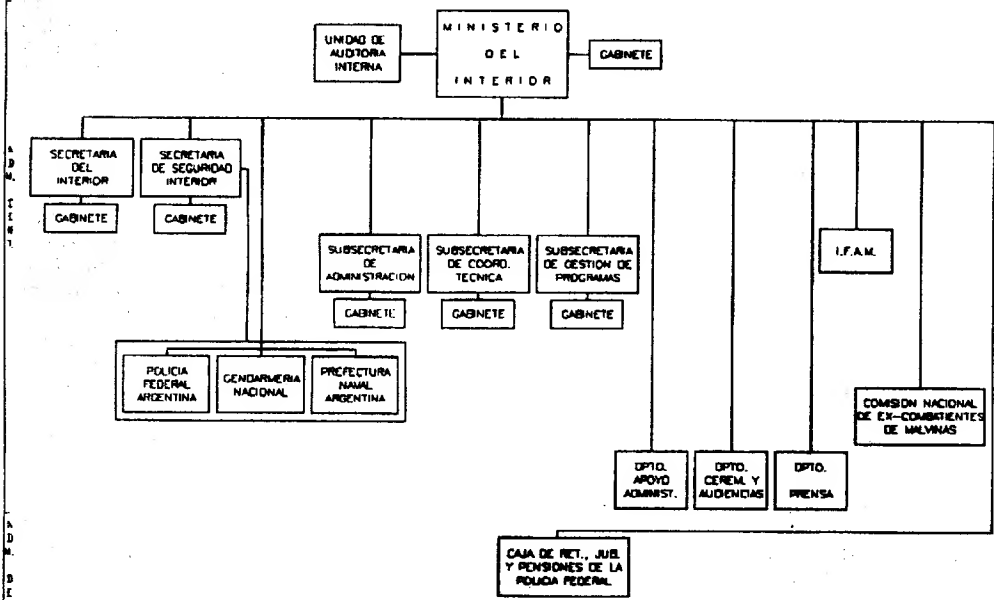 UNIDAD DE
AUDITORIA
INTERNA
MINISTERIO
DEL
INTERIOR
GABINETE
SECRETARIA
DEL
INTERIOR
GABINETE
SECRETARIA
DE SEGURIDAD
INTERIOR
GABINETE
SUBSECRETARIA
DE
ADMINISTRACION
GABINETE
SUBSECRETARIA
DE COORD.
TECNICA
GABINETE
SUBSECRETARIA
DE GESTION DE
PROGRAMAS
GABINETE
I.F.A.M.
POLICIA
FEDERAL
ARGENTINA
GENDARMERIA
NACIONAL
PREFECTURA
NAVAL
ARGENTINA
COMISION NACIONAL
DE EX-COMBATIENTES
DE MALVINAS
DPTO.
APOYO
ADMINIST.
DPTO.
CEREM. Y
AUDIENCIAS
DPTO.
PRENSA
CAJA DE RET., JUB.
Y PENSIONES DE LA
POLICIA FEDERAL